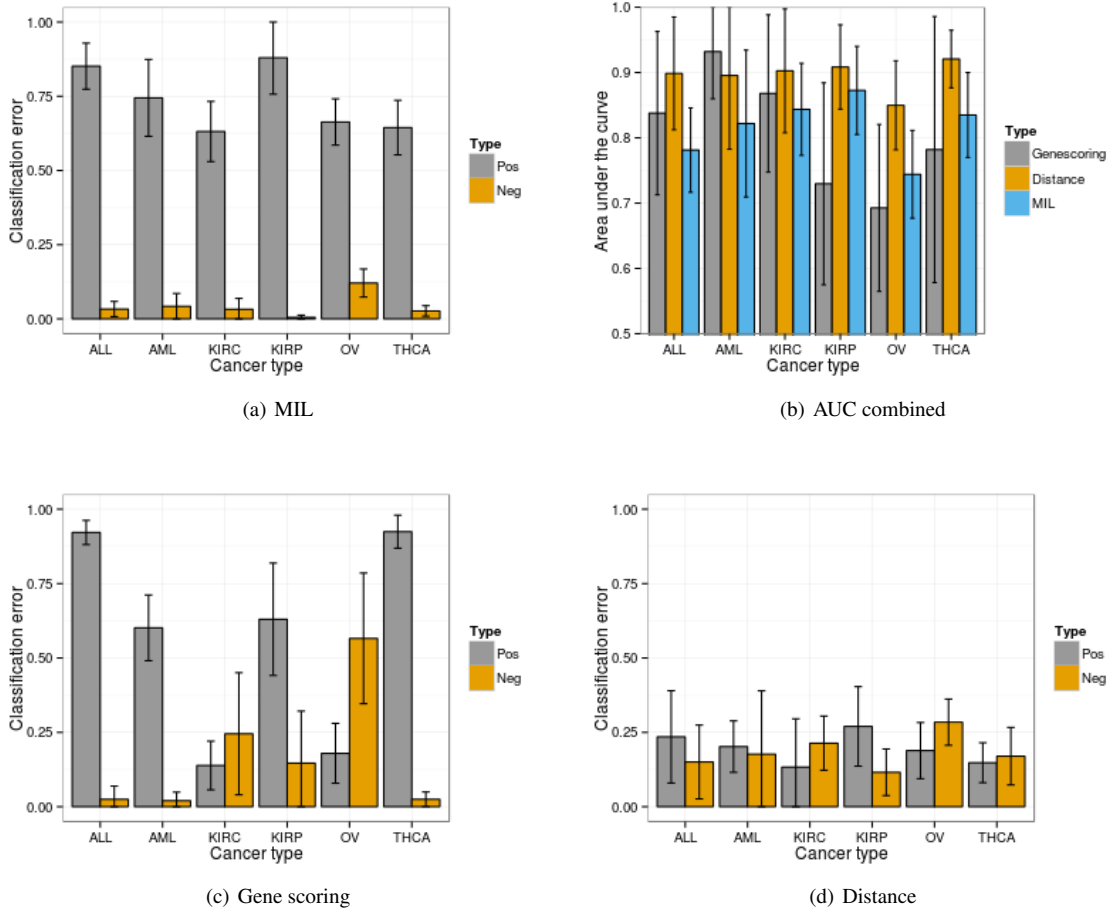 1.00
0.75
0.50
0.25
0.00
Classification error
ALL AML KIRC KIRP OV THCA
Cancer type
Type
Pos
Neg
(a) MIL
1.0
0.9
0.8
0.7
0.6
0.5
Area under the curve
ALL AML KIRC KIRP OV THCA
Cancer type
Type
Genescoring
Distance
MIL
(b) AUC combined
1.00
0.75
0.50
0.25
0.00
Classification error
ALL AML KIRC KIRP OV THCA
Cancer type
Type
Pos
Neg
(c) Gene scoring
1.00
0.75
0.50
0.25
0.00
Classification error
ALL AML KIRC KIRP OV THCA
Cancer type
Type
Pos
Neg
(d) Distance